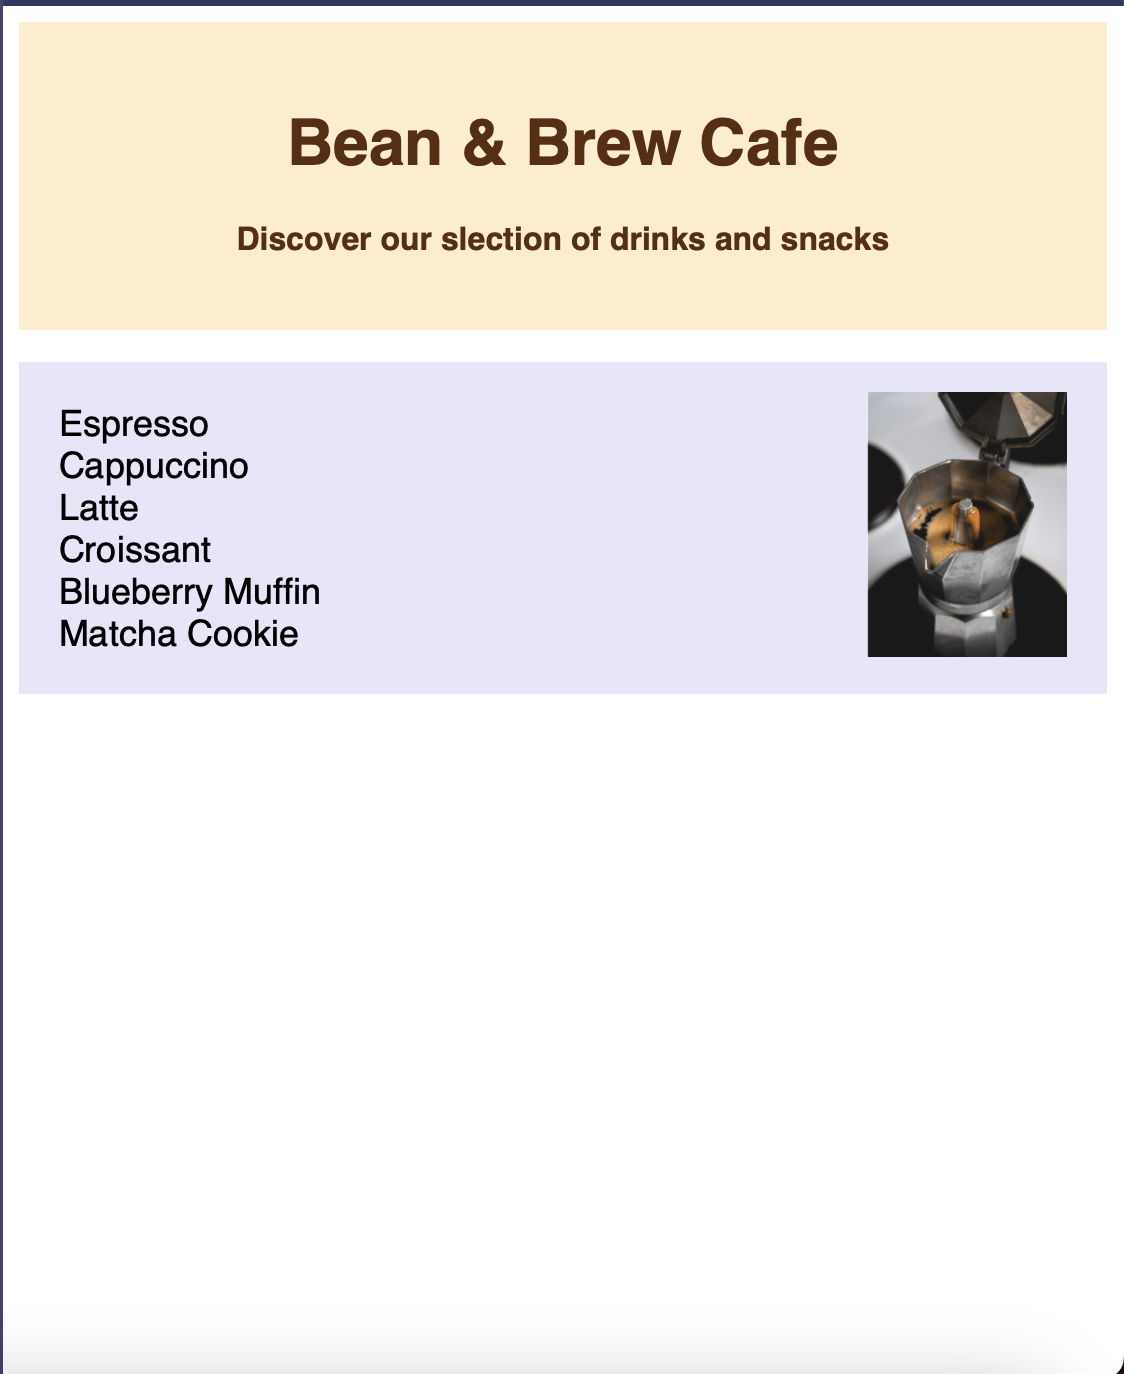 Bean & Brew Cafe
Discover our slection of drinks and snacks
Espresso
Cappuccino
Latte
Croissant
Blueberry Muffin
Matcha Cookie